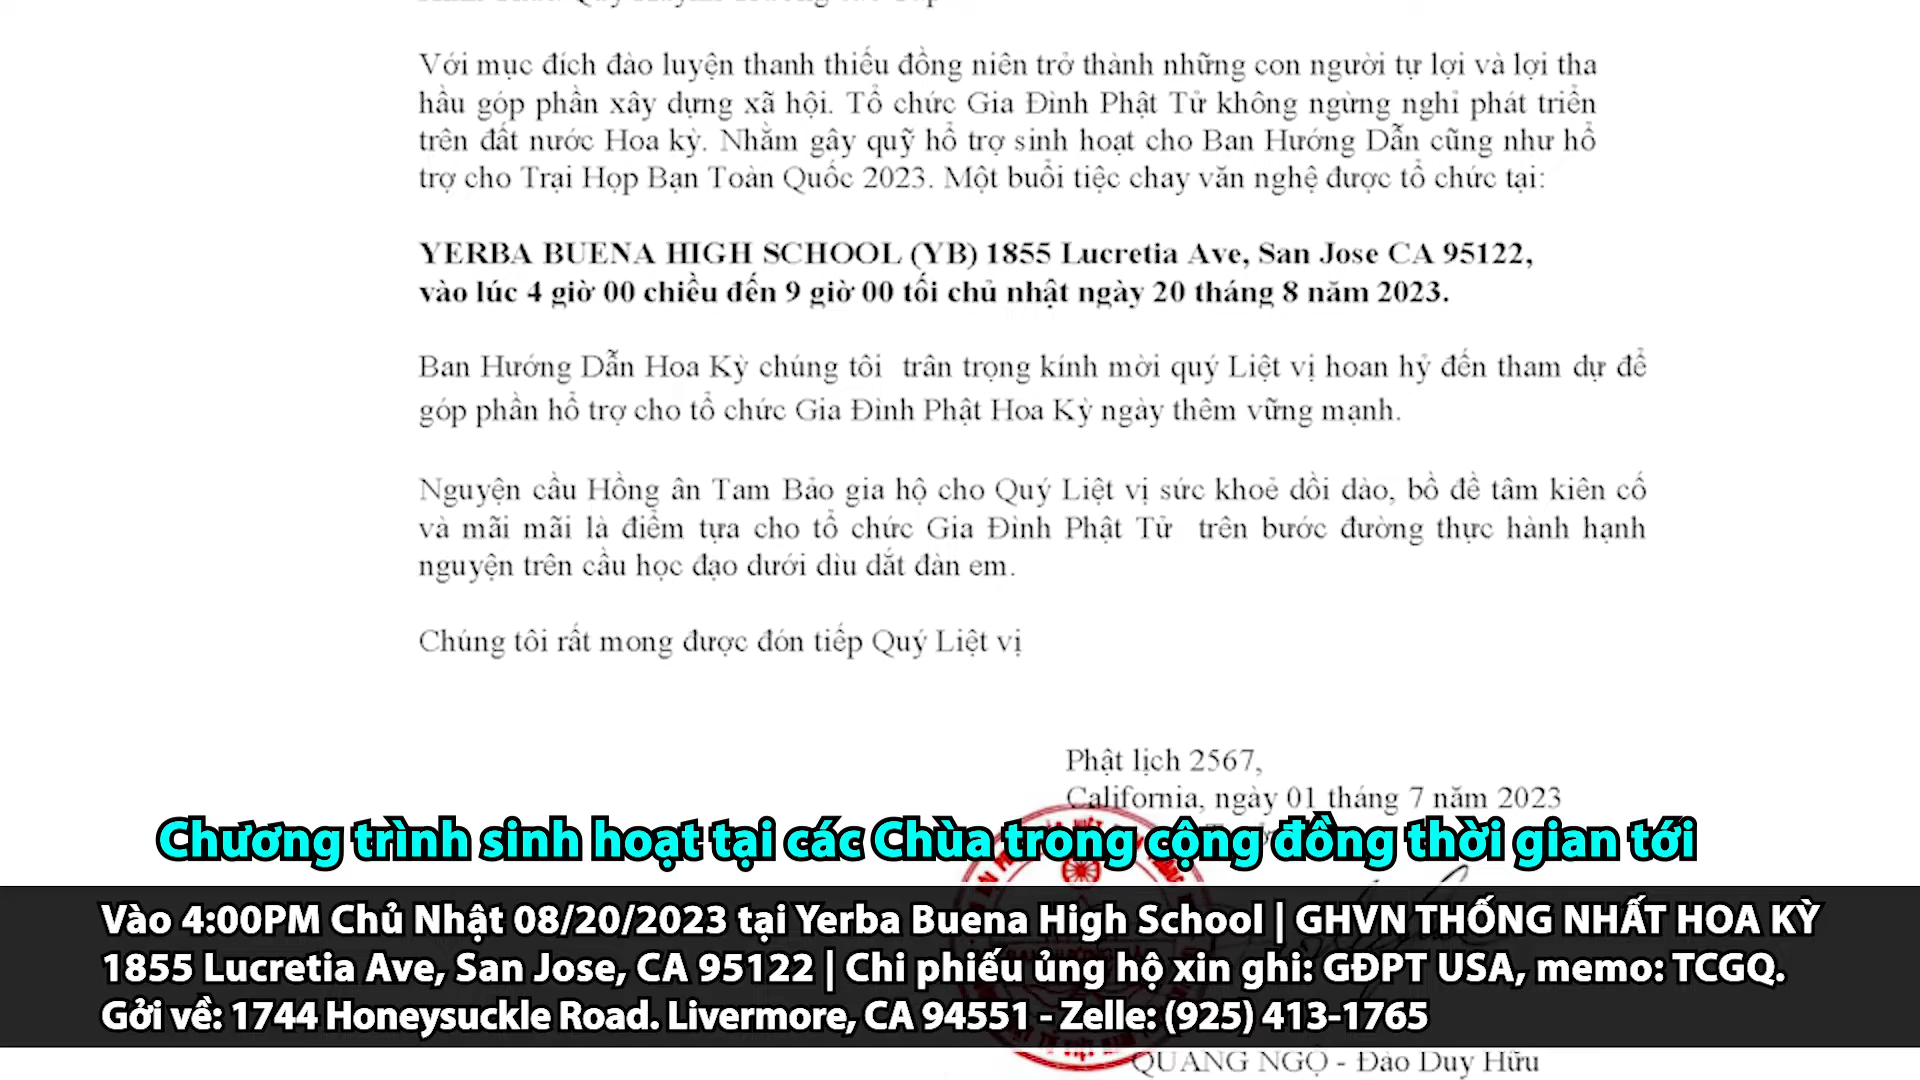 Với mục đích đào luyện thanh thiếu đồng niên trở thành những con người tự lợi và lợi tha
hầu góp phần xây dựng xã hội. Tổ chức Gia Đình Phật Tử không ngừng nghỉ phát triển
trên đất nước Hoa kỳ. Nhằm gây quỹ hổ trợ sinh hoạt cho Ban Hướng Dẫn cũng như hổ
trợ cho Trại Họp Bạn Toàn Quốc 2023. Một buổi tiệc chay văn nghệ được tổ chức tại:
YERBA BUENA HIGH SCHOOL (YB) 1855 Lucretia Ave, San Jose CA 95122,
vào lúc 4 giờ 00 chiều đến 9 giờ 00 tối chủ nhật ngày 20 tháng 8 năm 2023.
Ban Hướng Dẫn Hoa Kỳ chúng tôi trân trọng kính mời quý Liệt vị hoan hỷ đến tham dự để
góp phần hổ trợ cho tổ chức Gia Đình Phật Hoa Kỳ ngày thêm vững mạnh.
Nguyện cầu Hồng ân Tam Bảo gia hộ cho Quý Liệt vị sức khoẻ dồi dào, bồ đề tâm kiên cố
và mãi mãi là điểm tựa cho tổ chức Gia Đình Phật Tử trên bước đường thực hành hạnh
nguyện trên cầu học đạo dưới dìu dắt đàn em.
Chúng tôi rất mong được đón tiếp Quý Liệt vị
Phật lịch 2567,
California, ngày 01 tháng 7 năm 2023
Chương trình sinh hoạt tại các Chùa trong cộng đồng thời gian tới
Vào 4:00PM Chủ Nhật 08/20/2023 tại Yerba Buena High School | GHVN THỐNG NHẤT HOA KỲ
1855 Lucretia Ave, San Jose, CA 95122 | Chi phiếu ủng hộ xin ghi: GĐPT USA, memo: TCGQ.
Gởi về: 1744 Honeysuckle Road. Livermore, CA 94551 - Zelle: (925) 413-1765
QUẢNG NGỘ - Đào Duy Hữu